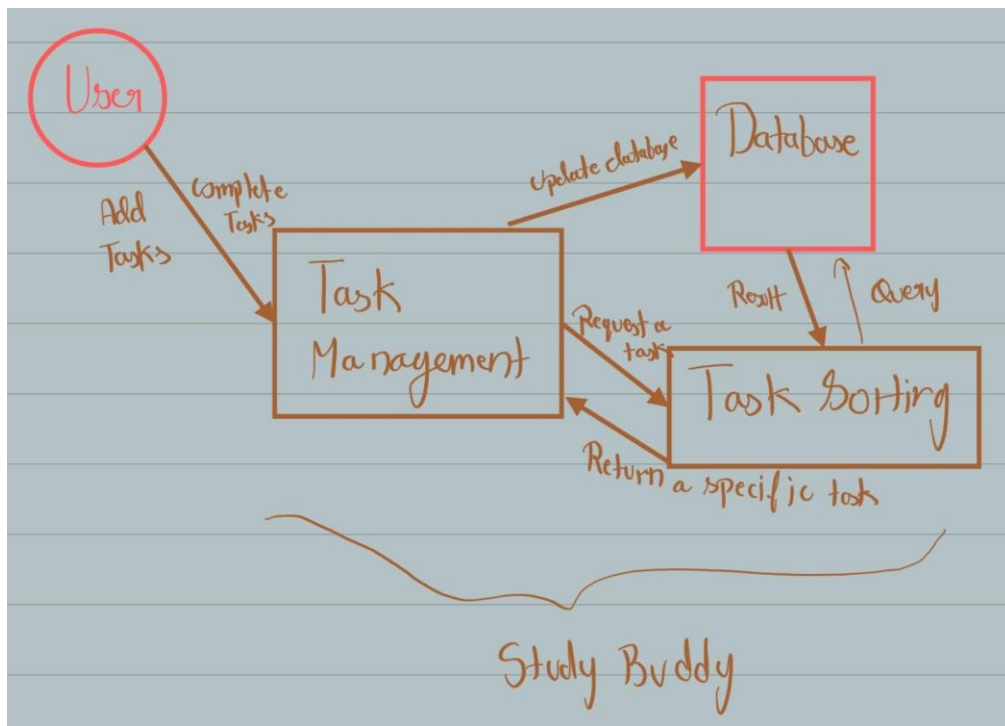 User
Database
Update database
Complete
Tasks
Add
Tasks
Task
Management
Result
Query
Request a
task
Task Sorting
Return a specific task
Study Buddy